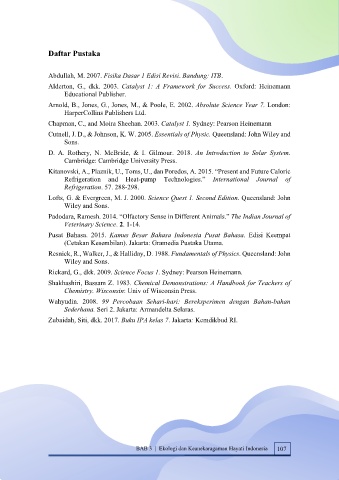 Daftar Pustaka
Abdullah, M. 2007. Fisika Dasar 1 Edisi Revisi. Bandung: ITB.
Alderton, G., dkk. 2003. Catalyst 1: A Framework for Success. Oxford: Heinemann
Educational Publisher.
Arnold, B., Jones, G., Jones, M., & Poole, E. 2002. Absolute Science Year 7. London:
HarperCollins Publishers Ltd.
Chapman, C., and Moira Sheehan. 2003. Catalyst 1. Sydney: Pearson Heinemann
Cutnell, J. D., & Johnson, K. W. 2005. Essentials of Physic. Queensland: John Wiley and
Sons.
D. A. Rothery, N. McBride, & I. Gilmour. 2018. An Introduction to Solar System.
Cambridge: Cambridge University Press.
Kitanovski, A., Plaznik, U., Toms, U., dan Poredos, A. 2015. “Present and Future Caloric
Refrigeration and Heat-pump Technologies.” International Journal of
Refrigeration. 57. 288-298.
Lofts, G. & Evergreen, M. J. 2000. Science Quest 1. Second Edition. Queensland: John
Wiley and Sons.
Padodara, Ramesh. 2014. “Olfactory Sense in Different Animals.” The Indian Journal of
Veterinary Science. 2. 1-14.
Pusat Bahasa. 2015. Kamus Besar Bahasa Indonesia Pusat Bahasa. Edisi Keempat
(Cetakan Kesembilan). Jakarta: Gramedia Pustaka Utama.
Resnick, R., Walker, J., & Halliday, D. 1988. Fundamentals of Physics. Queensland: John
Wiley and Sons.
Rickard, G., dkk. 2009. Science Focus 1. Sydney: Pearson Heinemann.
Shakhashiri, Bassam Z. 1983. Chemical Demonstrations: A Handbook for Teachers of
Chemistry. Wisconsin: Univ of Wisconsin Press.
Wahyudin. 2008. 99 Percobaan Sehari-hari: Bereksperimen dengan Bahan-bahan
Sederhana. Seri 2. Jakarta: Armandelta Selaras.
Zubaidah, Siti, dkk. 2017. Buku IPA kelas 7. Jakarta: Kemdikbud RI.
BAB 3 | Ekologi dan Keanekaragaman Hayati Indonesia 107